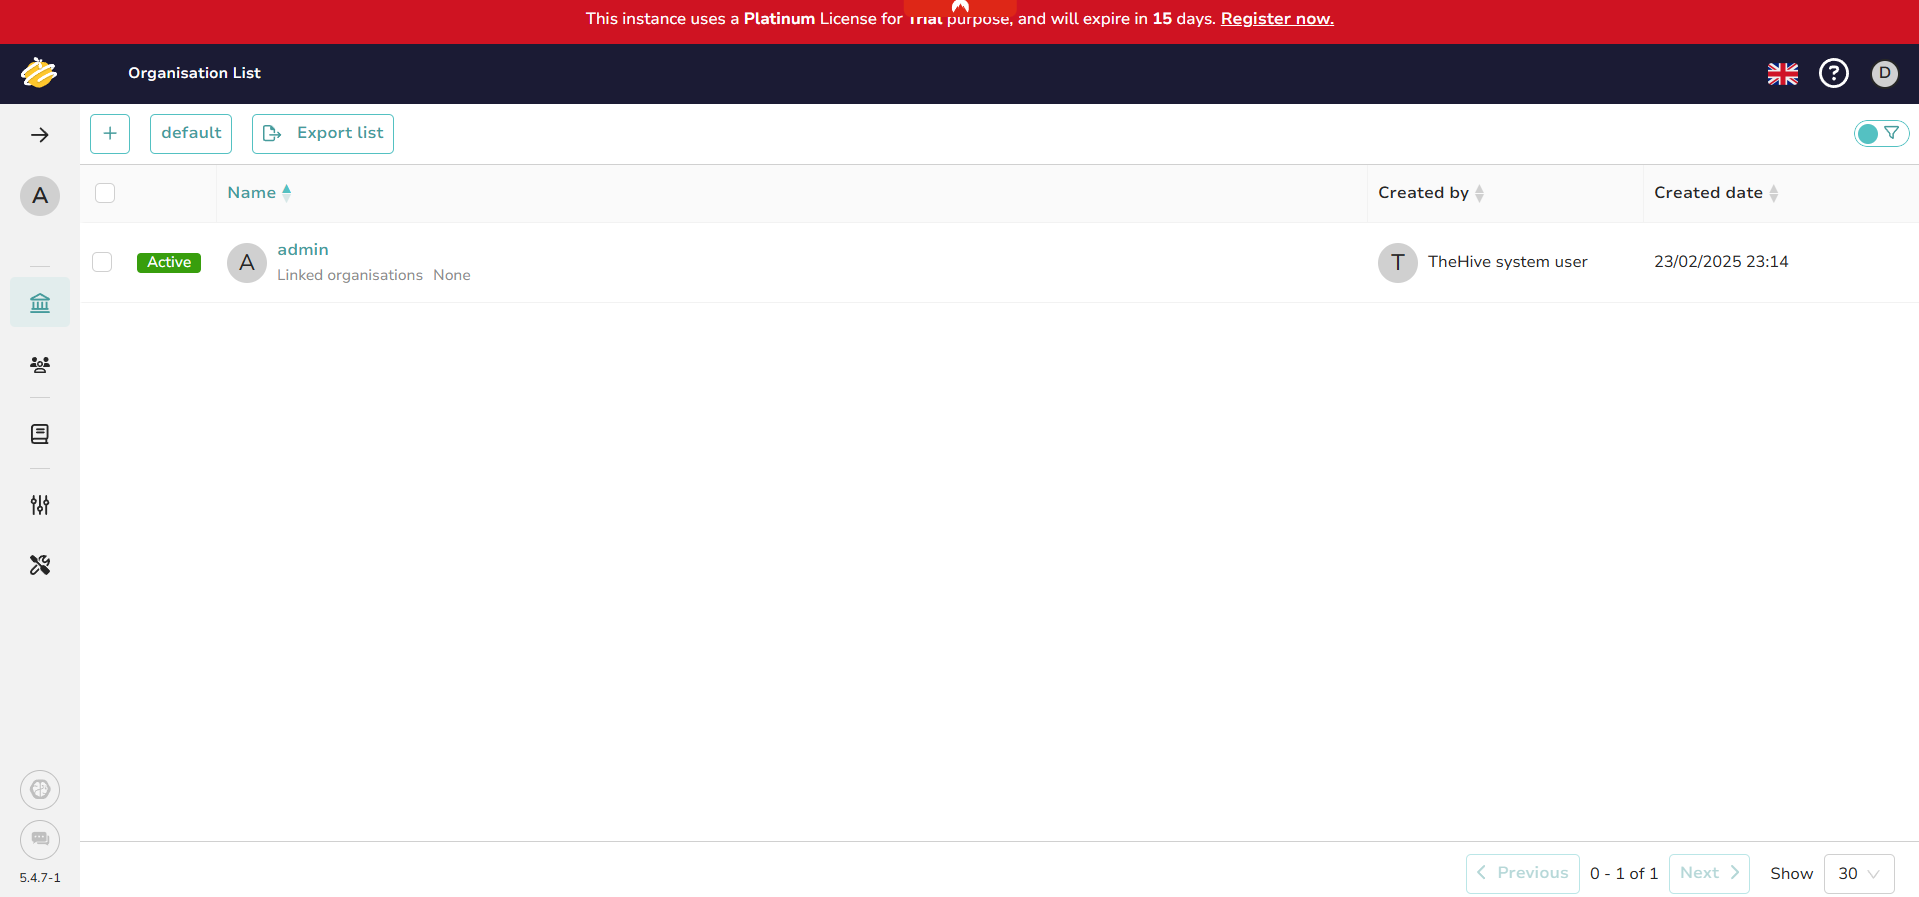 This instance uses a Platinum License for Trial purpose, and will expire in 15 days. Register now.
Organisation List
D
default
Export list
A
Name
Created by
Created date
Active
A
admin
Linked organisations None
T
TheHive system user
23/02/2025 23:14
5.4.7-1
Previous
0 - 1 of 1
Next
Show
30